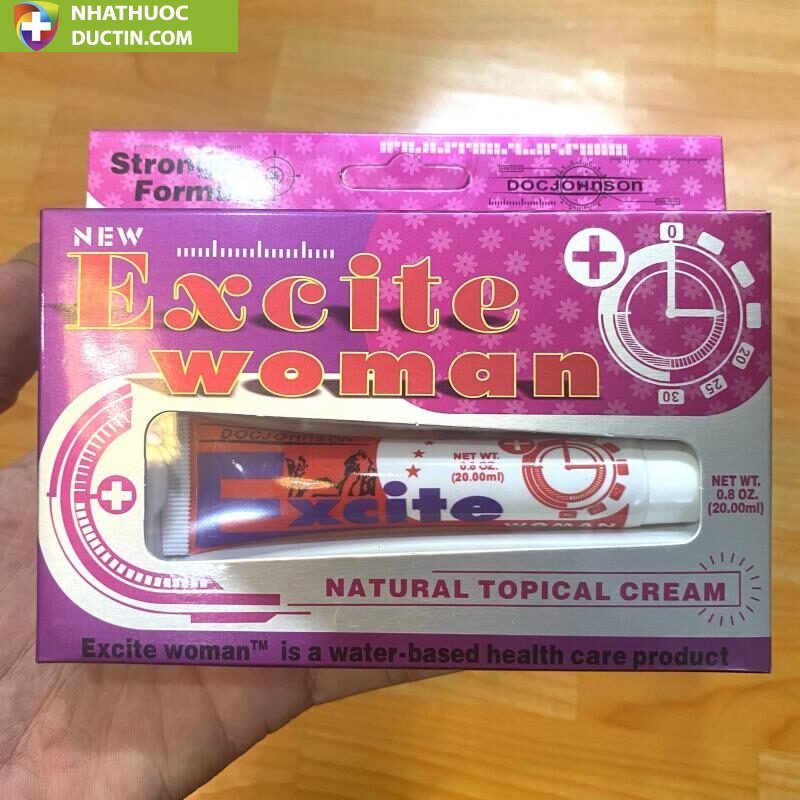 NHATHUOC
DUCTIN.COM
Strong
Formu
DOCJOHNSON
NEW
Excite
woman
0
20
25
30
DOCJOHNSON
NET WT.
0.8 OZ.
(20.00ml)
Excite
WOMAN
NET WT.
0.8 OZ.
(20.00ml)
NATURAL TOPICAL CREAM
Excite woman™ is a water-based health care product